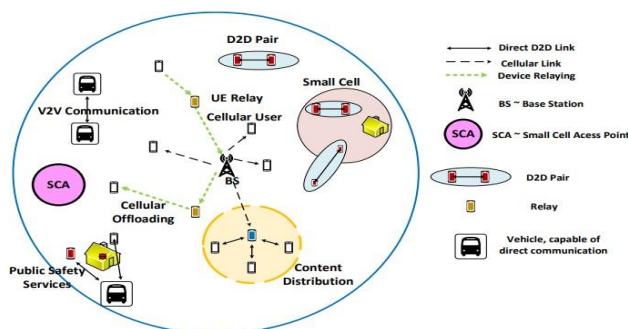 D2D Pair
Small Cell
UE Relay
V2V Communication
Cellular User
SCA
BS
Cellular
Offloading
Public Safety
Services
Content
Distribution
Direct D2D Link
Cellular Link
Device Relaying
BS ~ Base Station
SCA
SCA ~ Small Cell Acess Point
D2D Pair
Relay
Vehicle, capable of
direct communication